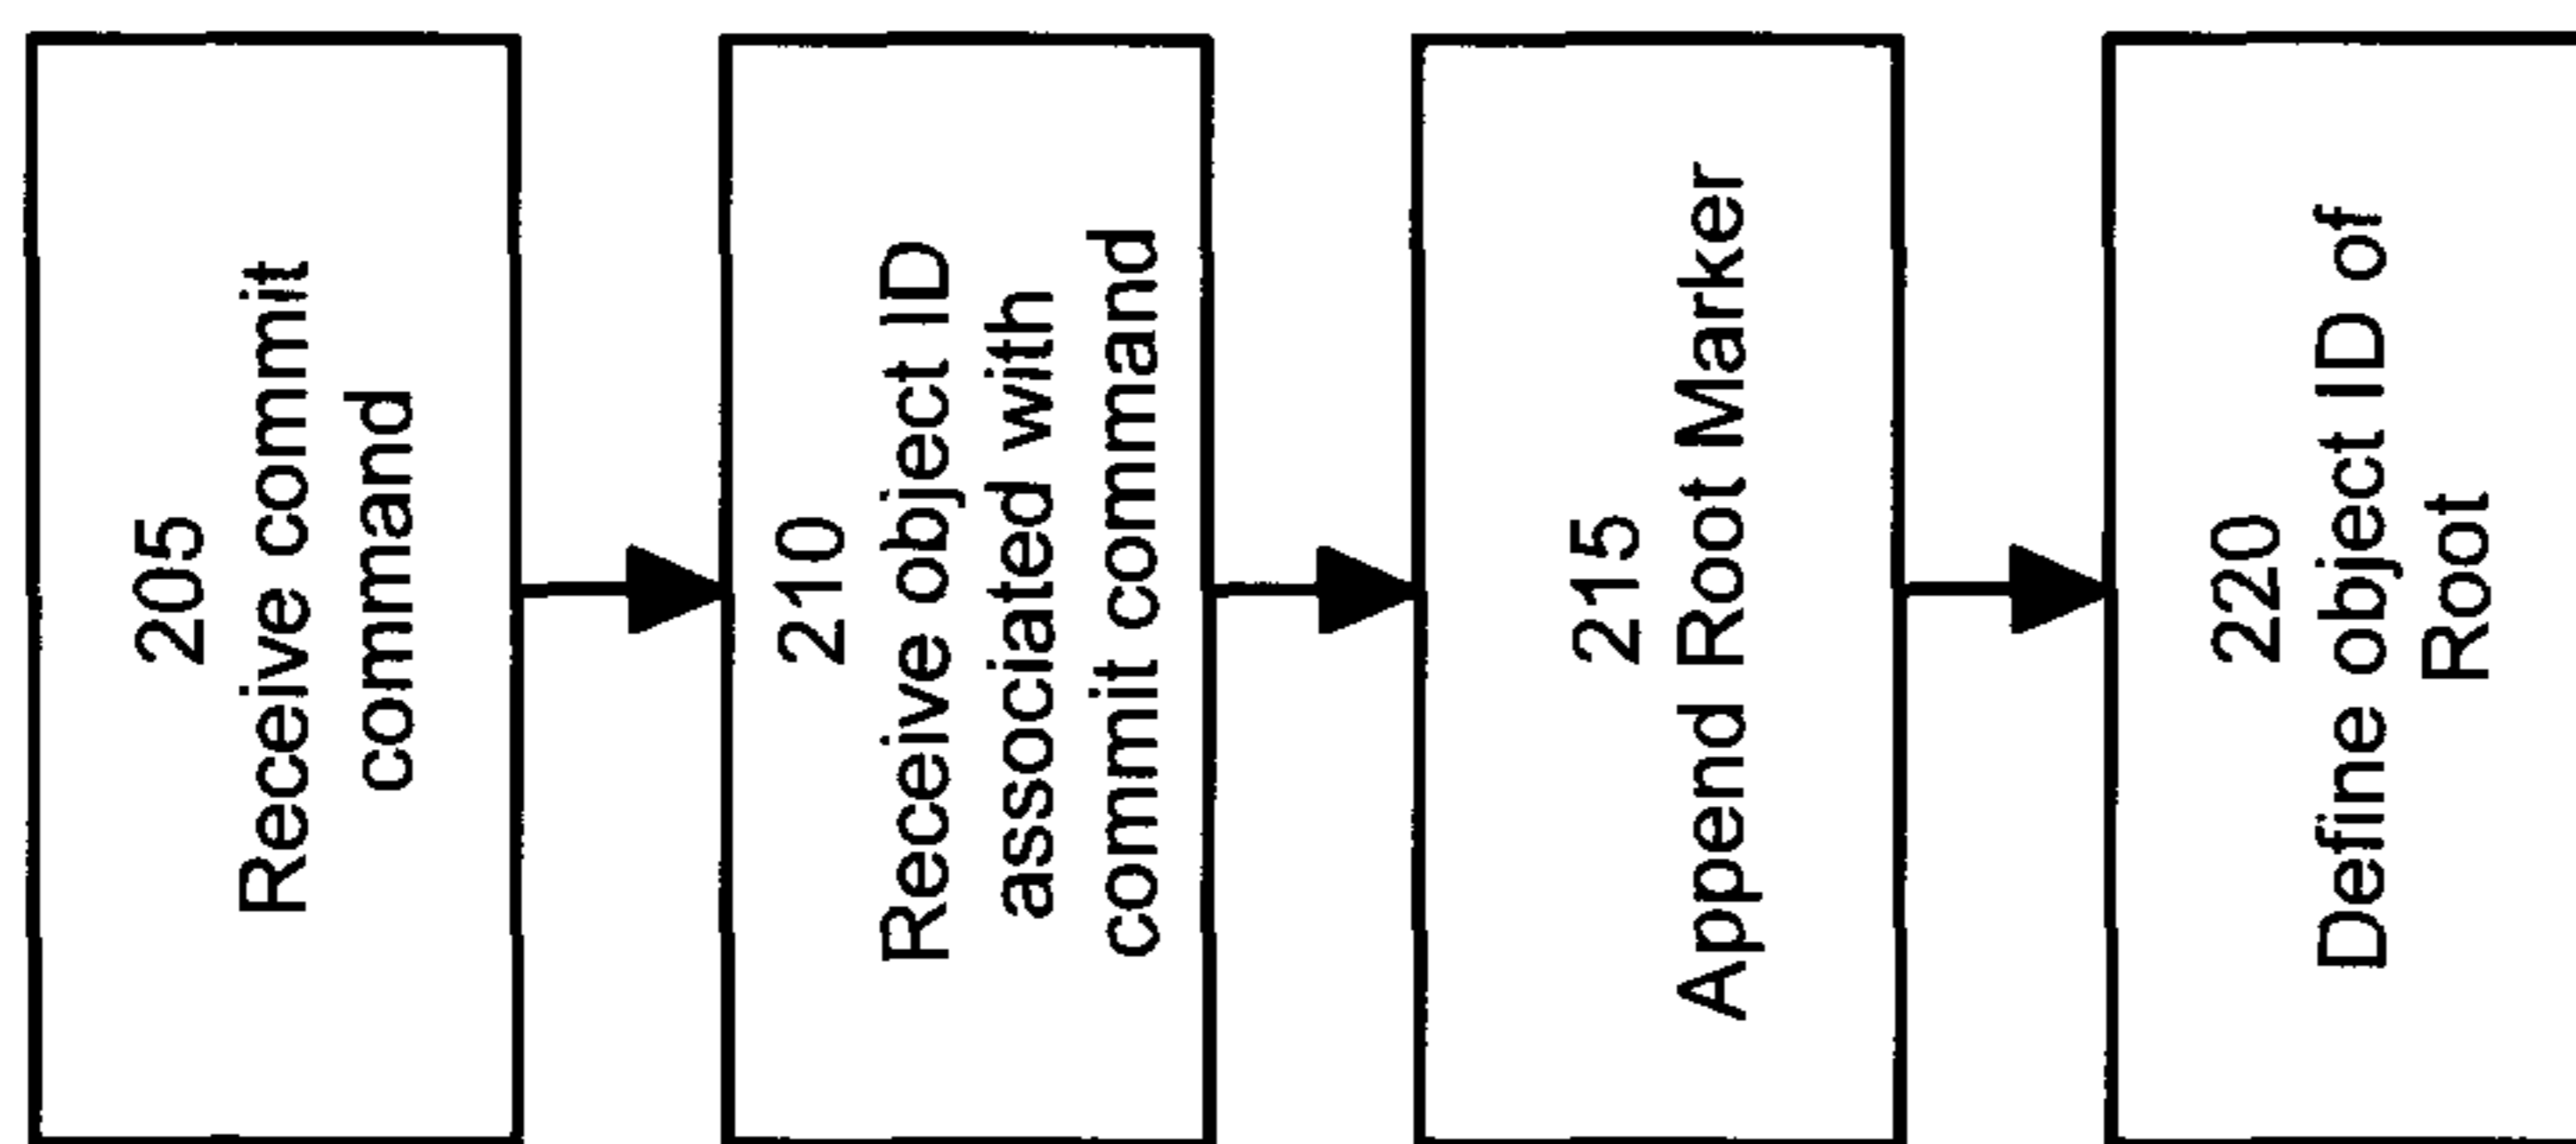 205
Receive commit
command
210
Receive object ID
associated with
commit command
215
Append Root Marker
220
Define object ID of
Root